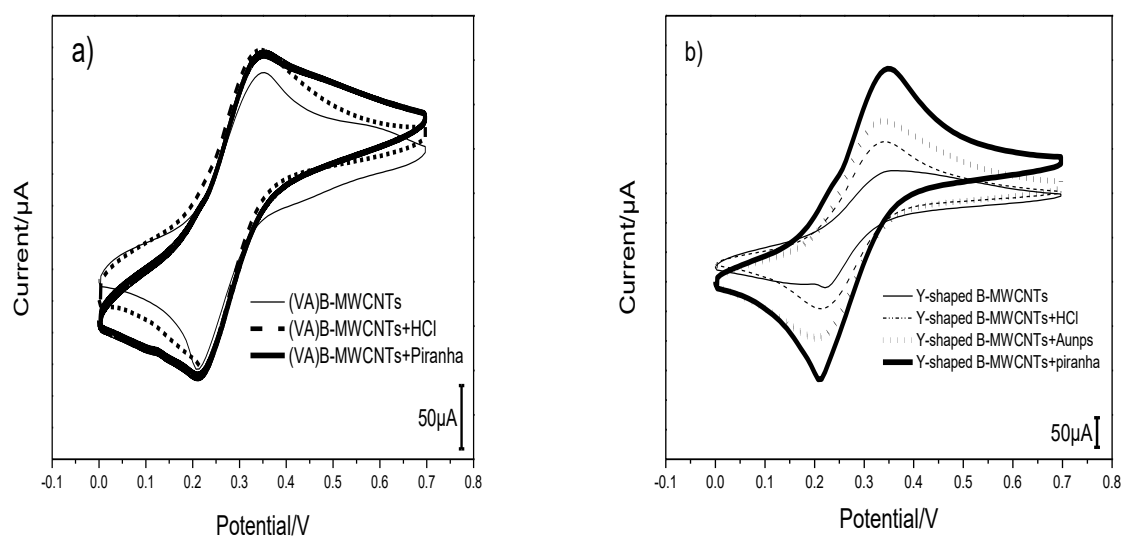 a)
Current/µA
(VA)B-MWCNTs
(VA)B-MWCNTs+HCl
(VA)B-MWCNTs+Piranha
50µA
-0.1 0.0 0.1 0.2 0.3 0.4 0.5 0.6 0.7 0.8
Potential/V
b)
Current/µA
Y-shaped B-MWCNTs
Y-shaped B-MWCNTs+HCl
Y-shaped B-MWCNTs+Aunps
Y-shaped B-MWCNTs+piranha
50µA
-0.1 0.0 0.1 0.2 0.3 0.4 0.5 0.6 0.7 0.8
Potential/V